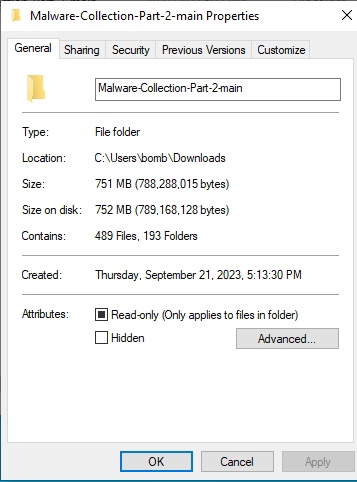 Malware-Collection-Part-2-main Properties
General Sharing Security Previous Versions Customize
Malware-Collection-Part-2-main
Type: File folder
Location: C:\Users\bomb\Downloads
Size: 751 MB (788,288,015 bytes)
Size on disk: 752 MB (789,168,128 bytes)
Contains: 489 Files, 193 Folders
Created: Thursday, September 21, 2023, 5:13:30 PM
Attributes: Read-only (Only applies to files in folder)
Hidden Advanced...
OK Cancel Apply